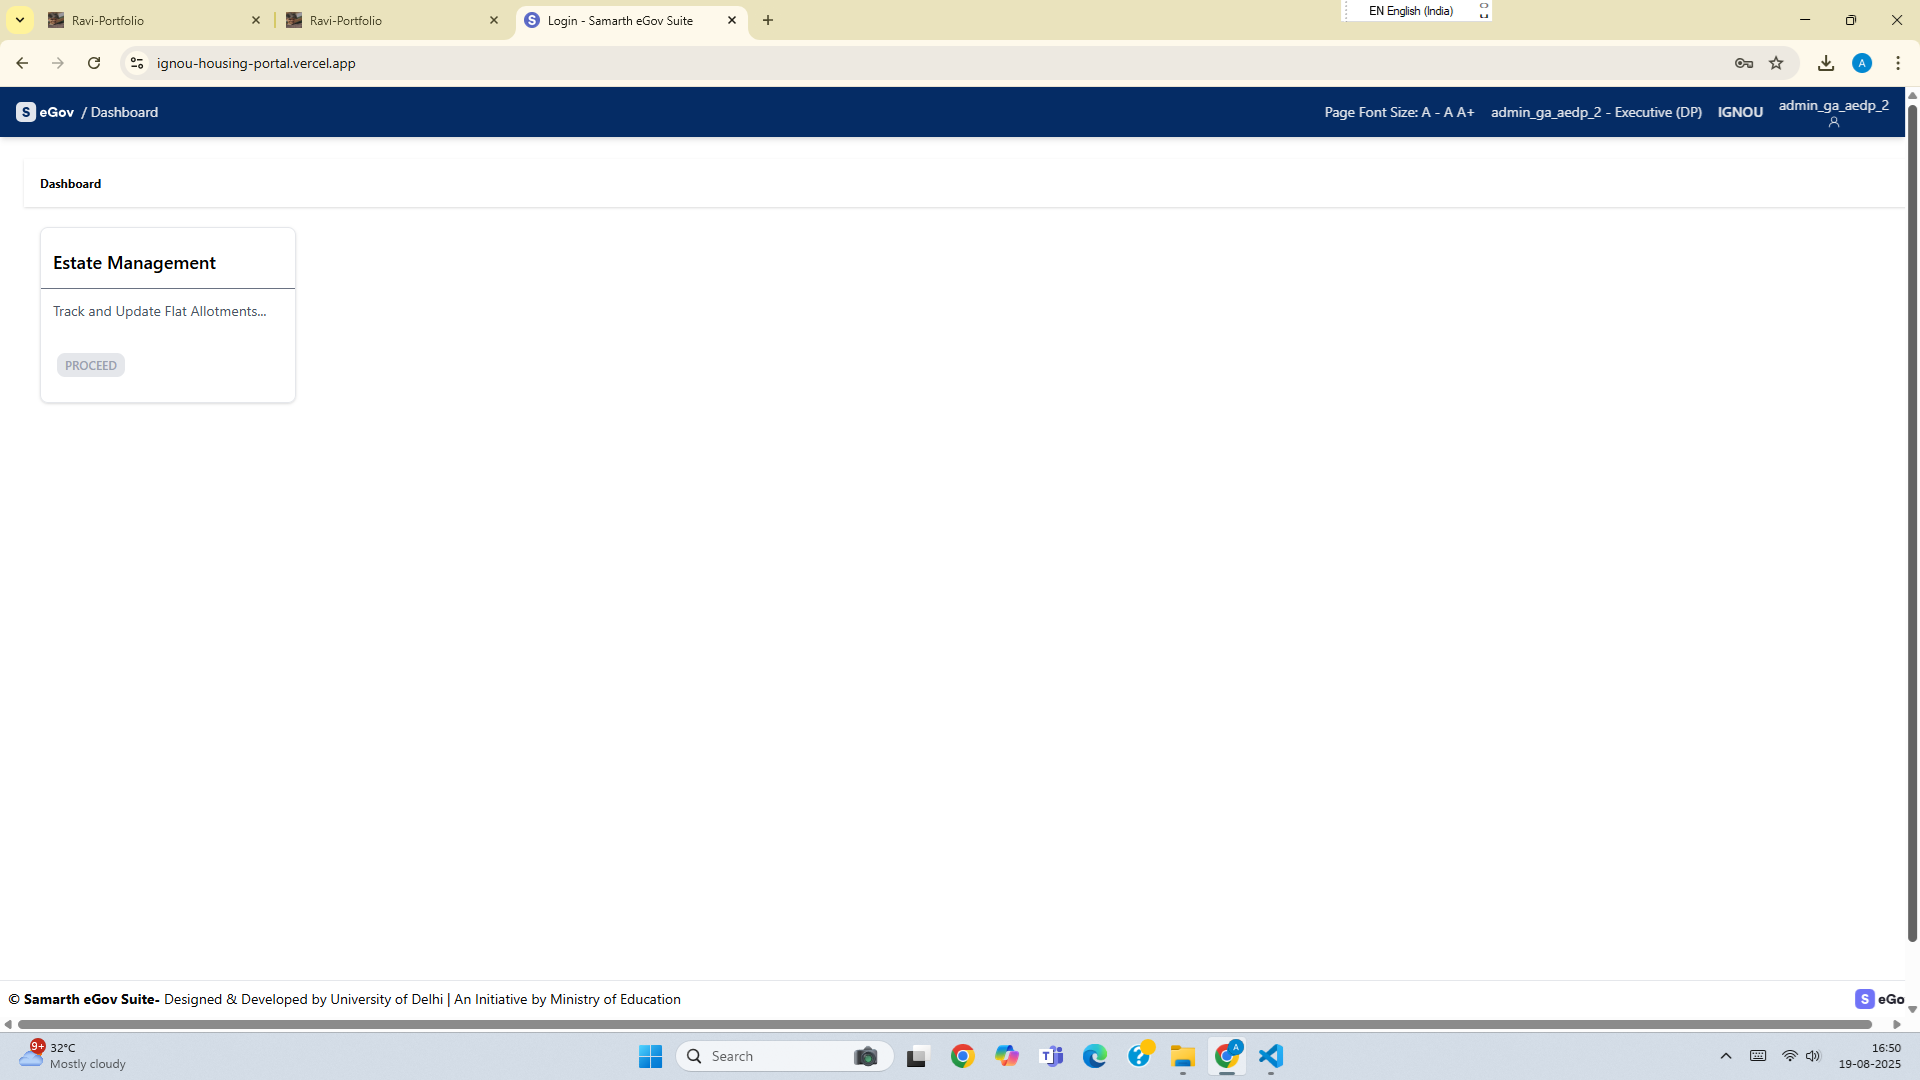 Ravi-Portfolio
Ravi-Portfolio
S Login - Samarth eGov Suite
EN English (India)
ignou-housing-portal.vercel.app
A
S eGov / Dashboard
Page Font Size: A - A A+
admin_ga_aedp_2 - Executive (DP)
IGNOU
admin_ga_aedp_2
Dashboard
Estate Management
Track and Update Flat Allotments...
PROCEED
© Samarth eGov Suite- Designed & Developed by University of Delhi | An Initiative by Ministry of Education
S eGo
9+
32°C
Mostly cloudy
Search
A
16:50
19-08-2025